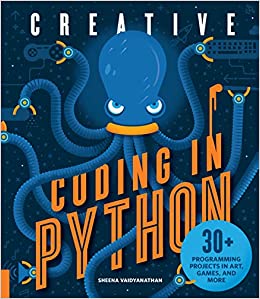 CREATIVE
CODING IN
PYTHON
SHEENA VAIDYANATHAN
30+
PROGRAMMING
PROJECTS IN ART,
GAMES, AND
MORE